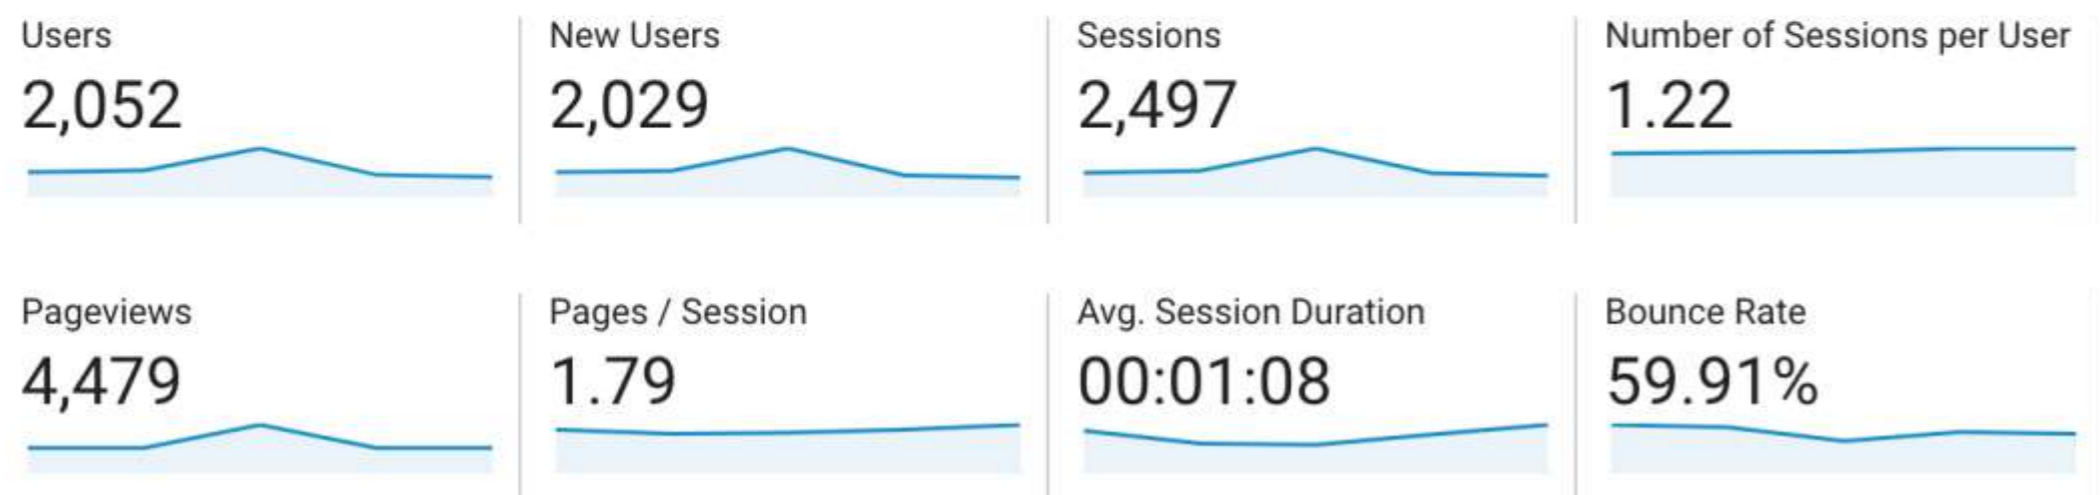 Users
2,052
New Users
2,029
Sessions
2,497
Number of Sessions per User
1.22
Pageviews
4,479
Pages / Session
1.79
Avg. Session Duration
00:01:08
Bounce Rate
59.91%